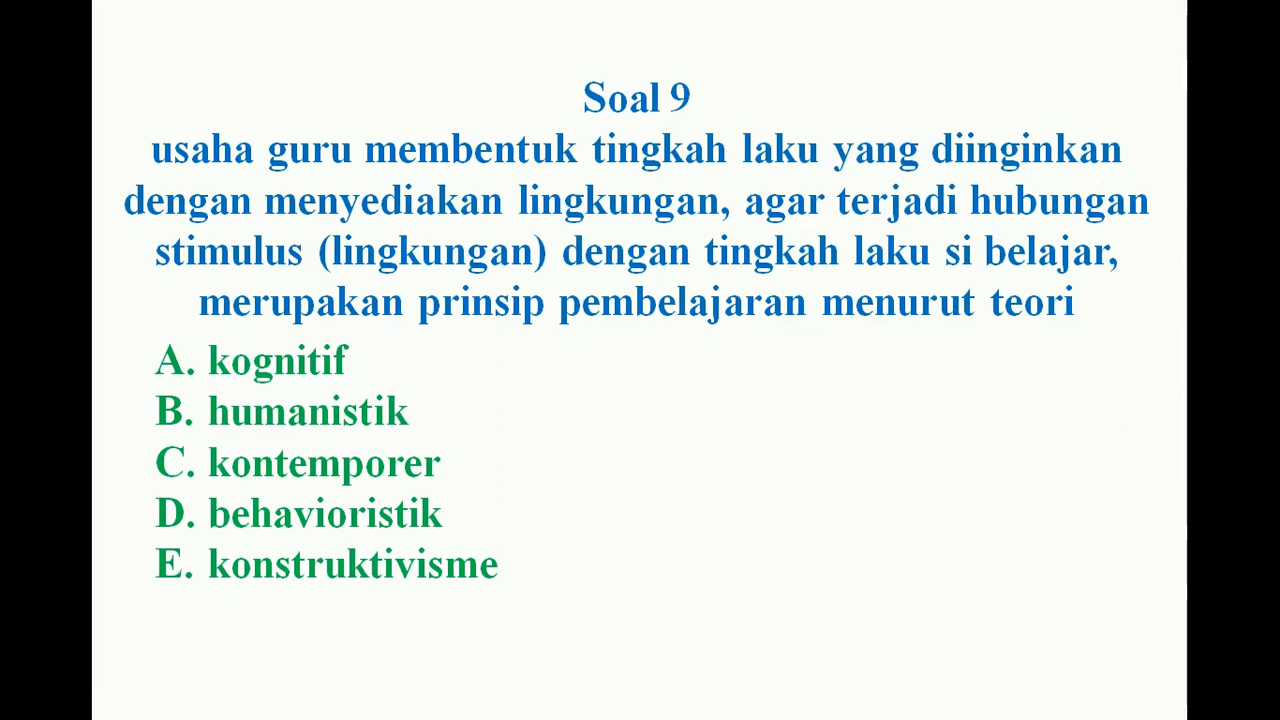 Soal 9
usaha guru membentuk tingkah laku yang diinginkan
dengan menyediakan lingkungan, agar terjadi hubungan
stimulus (lingkungan) dengan tingkah laku si belajar,
merupakan prinsip pembelajaran menurut teori
A. kognitif
B. humanistik
C. kontemporer
D. behavioristik
E. konstruktivisme